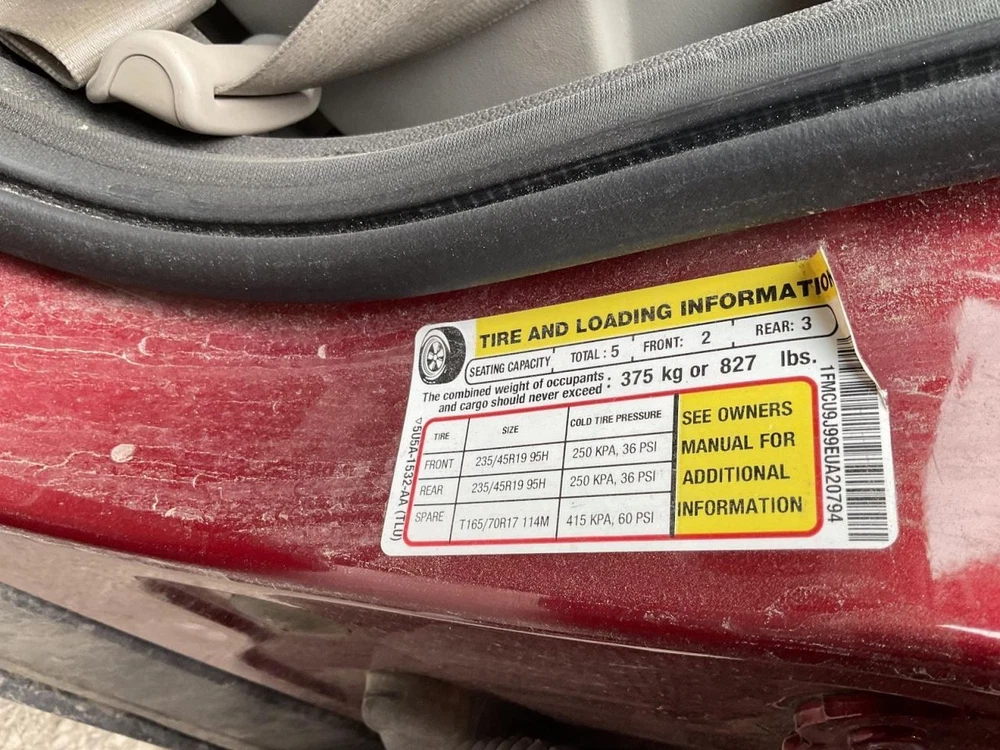 TIRE AND LOADING INFORMATION
SEATING CAPACITY TOTAL : 5 FRONT: 2 REAR: 3
The combined weight of occupants and cargo should never exceed : 375 kg or 827 lbs.
TIRE SIZE COLD TIRE PRESSURE
FRONT 235/45R19 95H 250 KPA, 36 PSI
REAR 235/45R19 95H 250 KPA, 36 PSI
SPARE T165/70R17 114M 415 KPA, 60 PSI
SEE OWNERS
MANUAL FOR
ADDITIONAL
INFORMATION
5U5A-1532-AA (TLU)
1FMCU9J99EUA20794